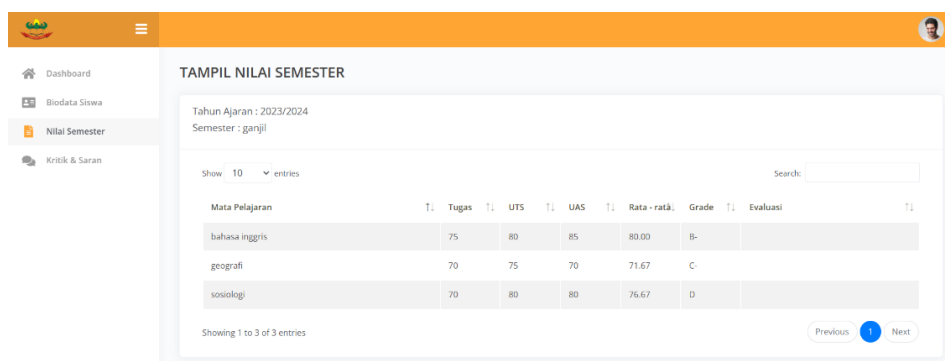 Dashboard
Biodata Siswa
Nilai Semester
Kritik & Saran
TAMPIL NILAI SEMESTER
Tahun Ajaran : 2023/2024
Semester : ganjil
Show 10 entries
Search:
Mata Pelajaran Tugas UTS UAS Rata - rata Grade Evaluasi
bahasa inggris 75 80 85 80.00 B-
geografi 70 75 70 71.67 C-
sosiologi 70 80 80 76.67 D
Showing 1 to 3 of 3 entries
Previous 1 Next